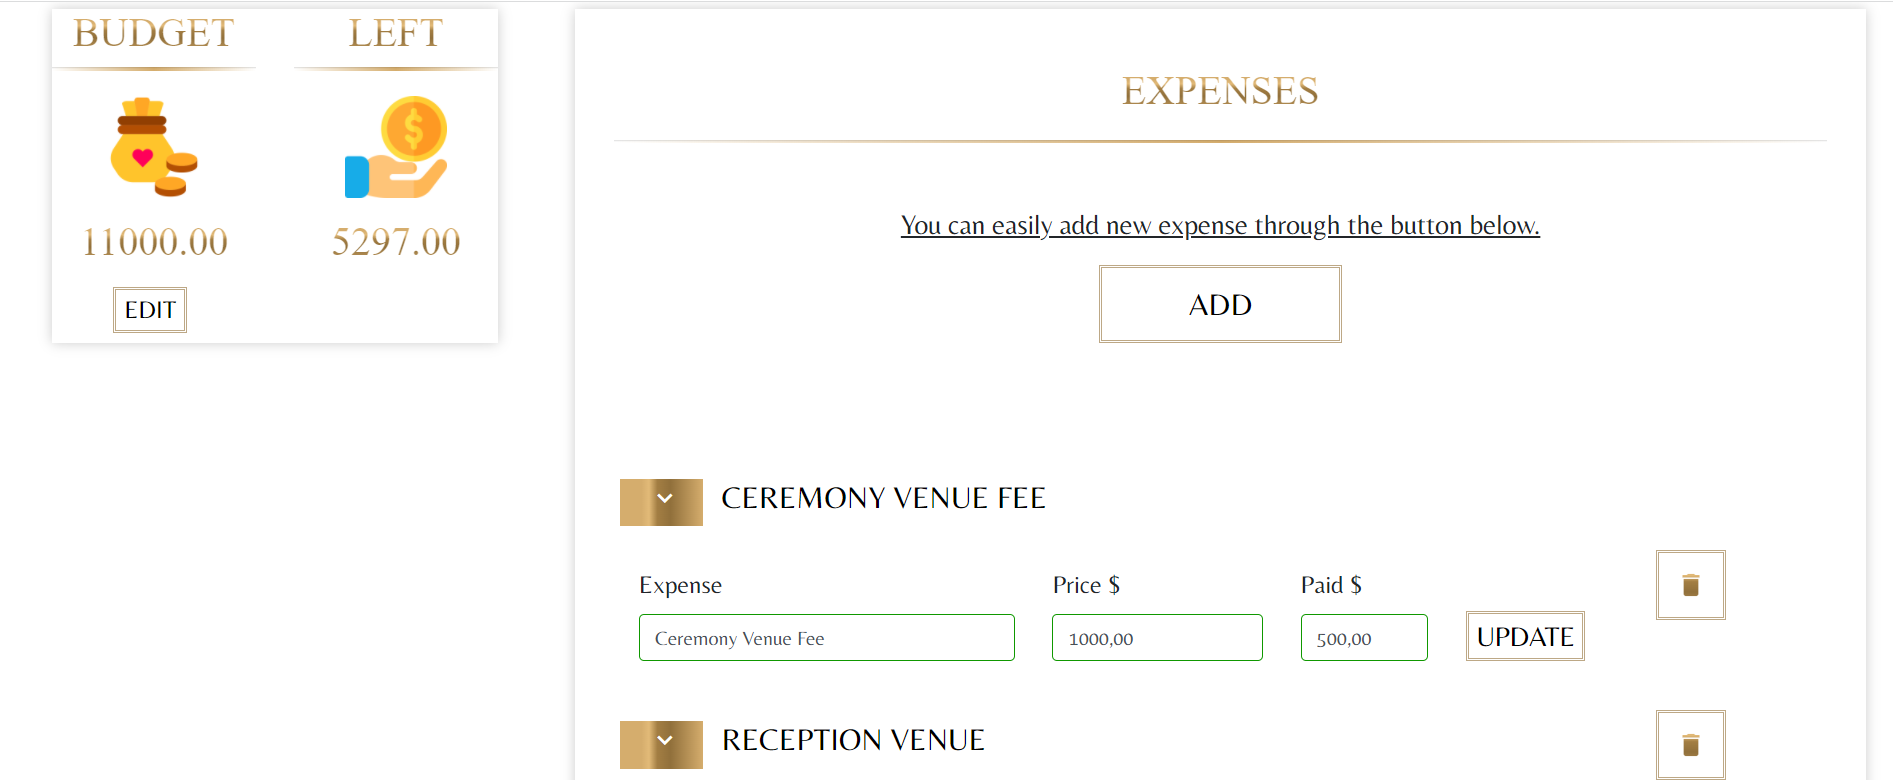 BUDGET
LEFT
$
11000.00
5297.00
EDIT
EXPENSES
You can easily add new expense through the button below.
ADD
CEREMONY VENUE FEE
Expense
Price $
Paid $
Ceremony Venue Fee
1000,00
500,00
UPDATE
RECEPTION VENUE